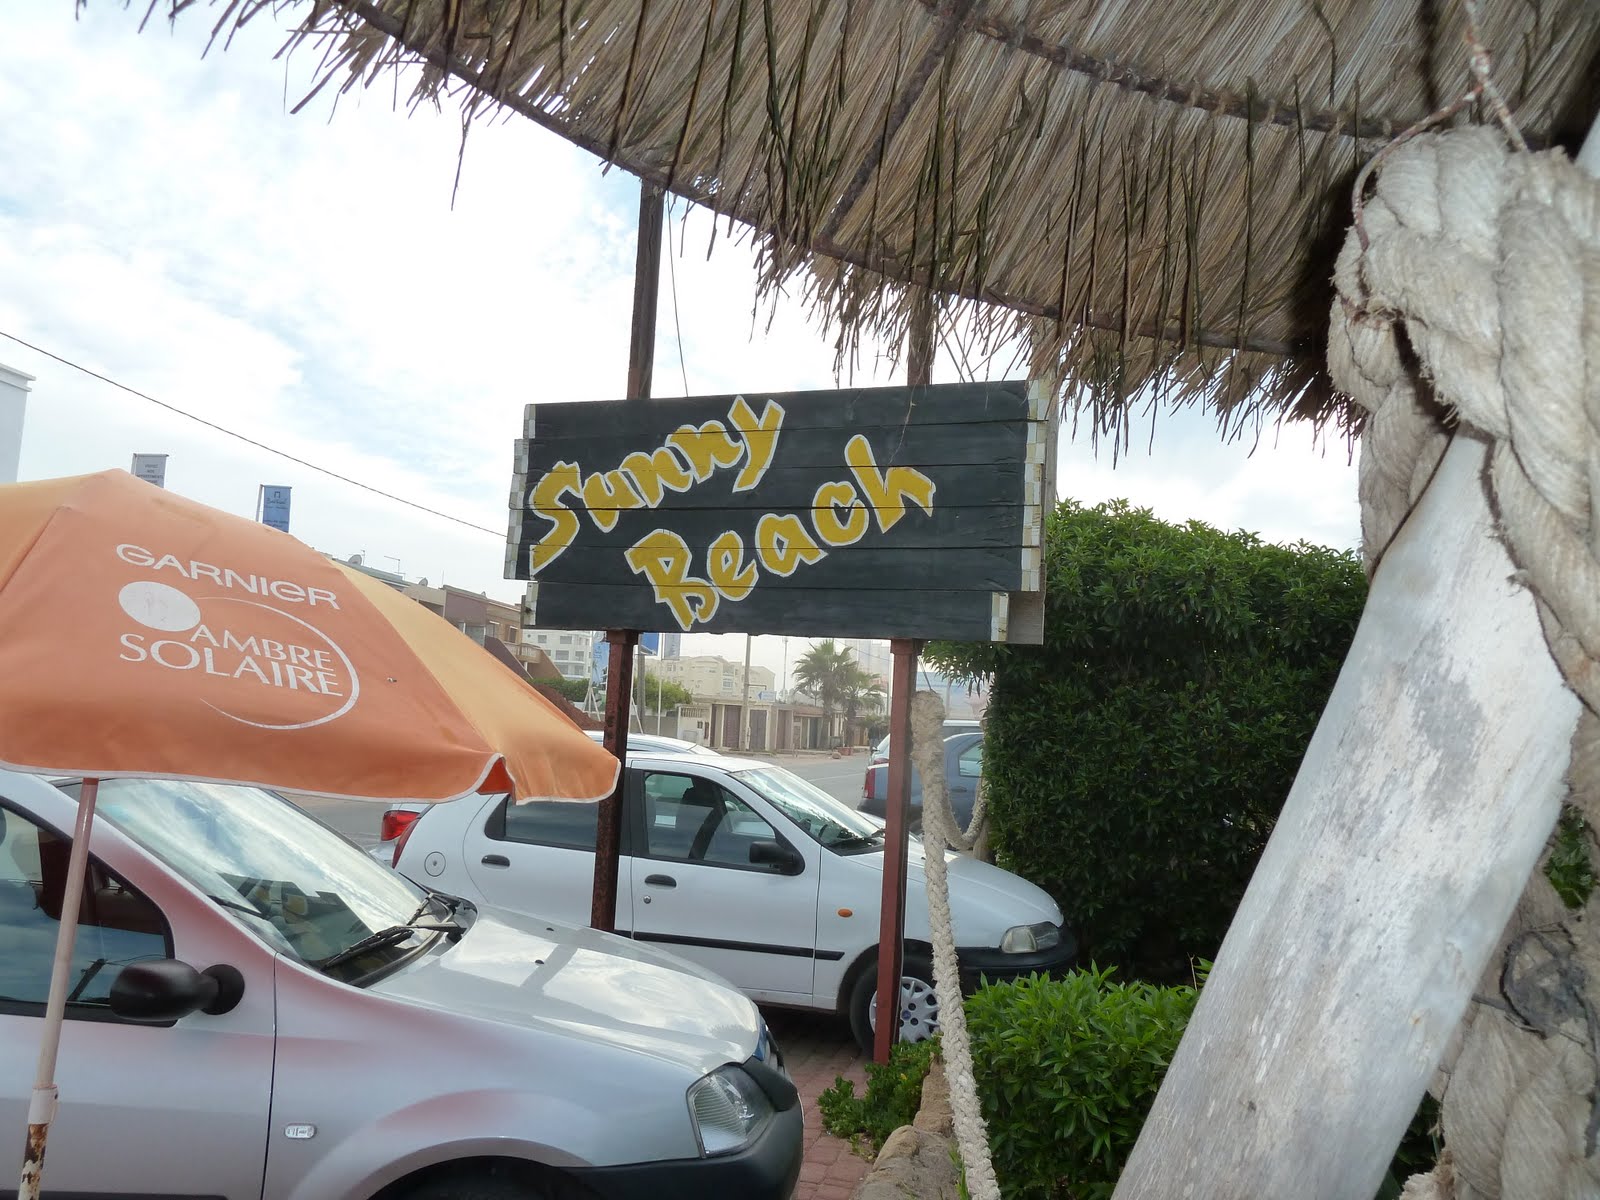 Sunny
Beach
GARNIER
AMBRE
SOLAIRE